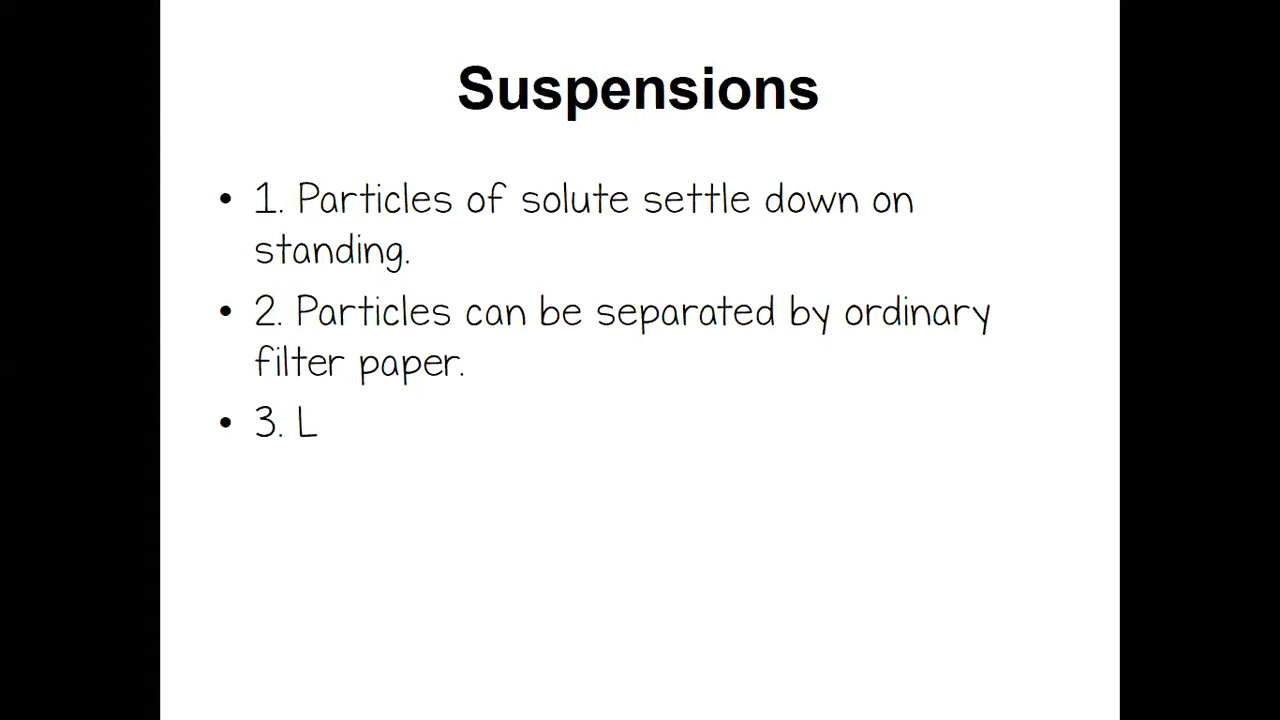 Suspensions
• 1. Particles of solute settle down on
standing.
• 2. Particles can be separated by ordinary
filter paper.
• 3. L